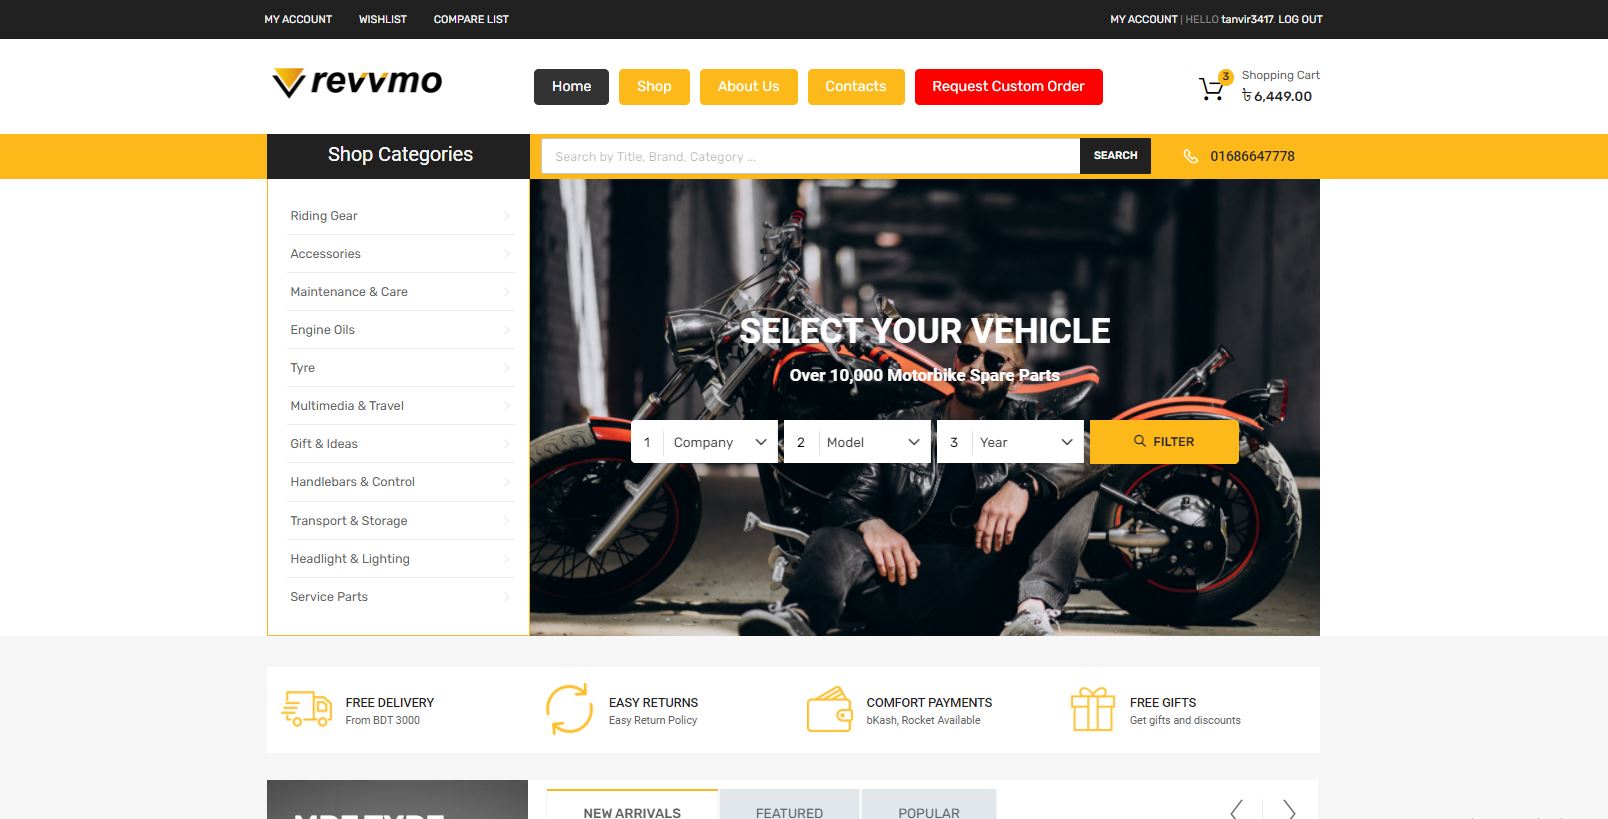 MY ACCOUNT WISHLIST COMPARE LIST
MY ACCOUNT | HELLO tanvir3417. LOG OUT
revvmo
Home Shop About Us Contacts Request Custom Order
3 Shopping Cart
৳ 6,449.00
Shop Categories
Search by Title, Brand, Category ... SEARCH
01686647778
Riding Gear
Accessories
Maintenance & Care
Engine Oils
Tyre
Multimedia & Travel
Gift & Ideas
Handlebars & Control
Transport & Storage
Headlight & Lighting
Service Parts
SELECT YOUR VEHICLE
Over 10,000 Motorbike Spare Parts
1 Company 2 Model 3 Year FILTER
FREE DELIVERY
From BDT 3000
EASY RETURNS
Easy Return Policy
COMFORT PAYMENTS
bKash, Rocket Available
FREE GIFTS
Get gifts and discounts
NEW ARRIVALS FEATURED POPULAR